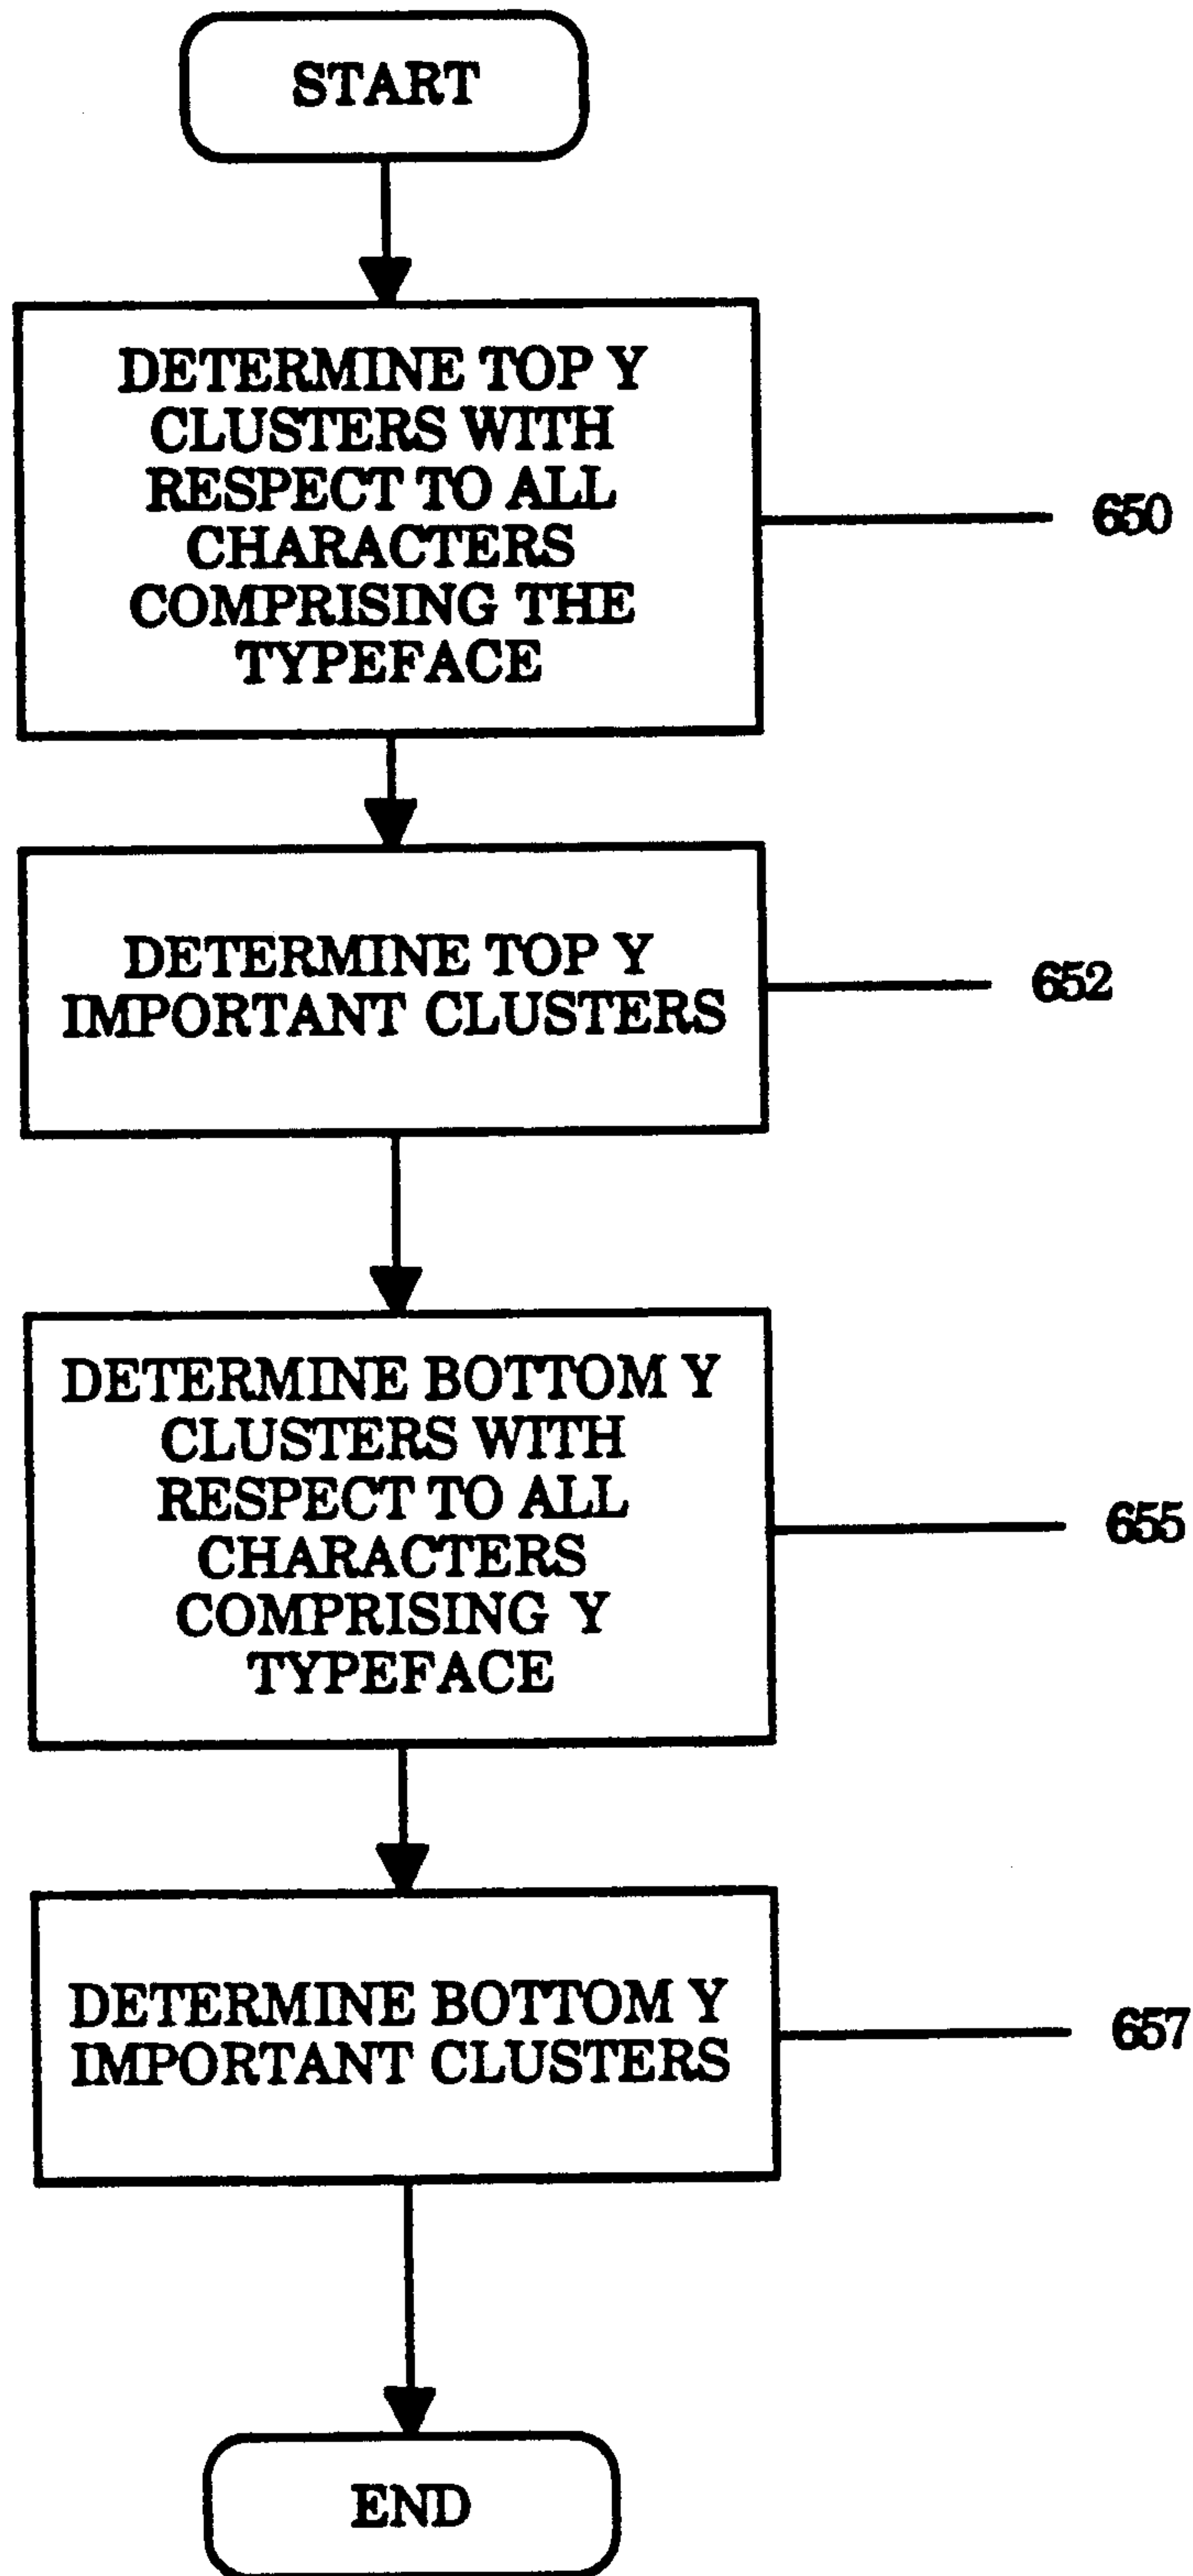 START
DETERMINE TOP Y
CLUSTERS WITH
RESPECT TO ALL
CHARACTERS
COMPRISING THE
TYPEFACE
650
DETERMINE TOP Y
IMPORTANT CLUSTERS
652
DETERMINE BOTTOM Y
CLUSTERS WITH
RESPECT TO ALL
CHARACTERS
COMPRISING Y
TYPEFACE
655
DETERMINE BOTTOM Y
IMPORTANT CLUSTERS
657
END